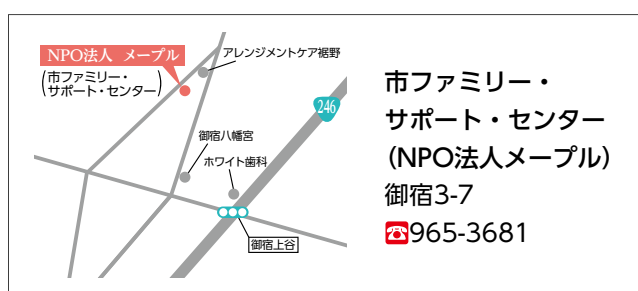 NPO法人 メープル
(市ファミリー・
サポート・センター)
アレンジメントケア裾野
246
御宿八幡宮
ホワイト歯科
御宿上谷
市ファミリー・
サポート・センター
(NPO法人メープル)
御宿3-7
☎965-3681